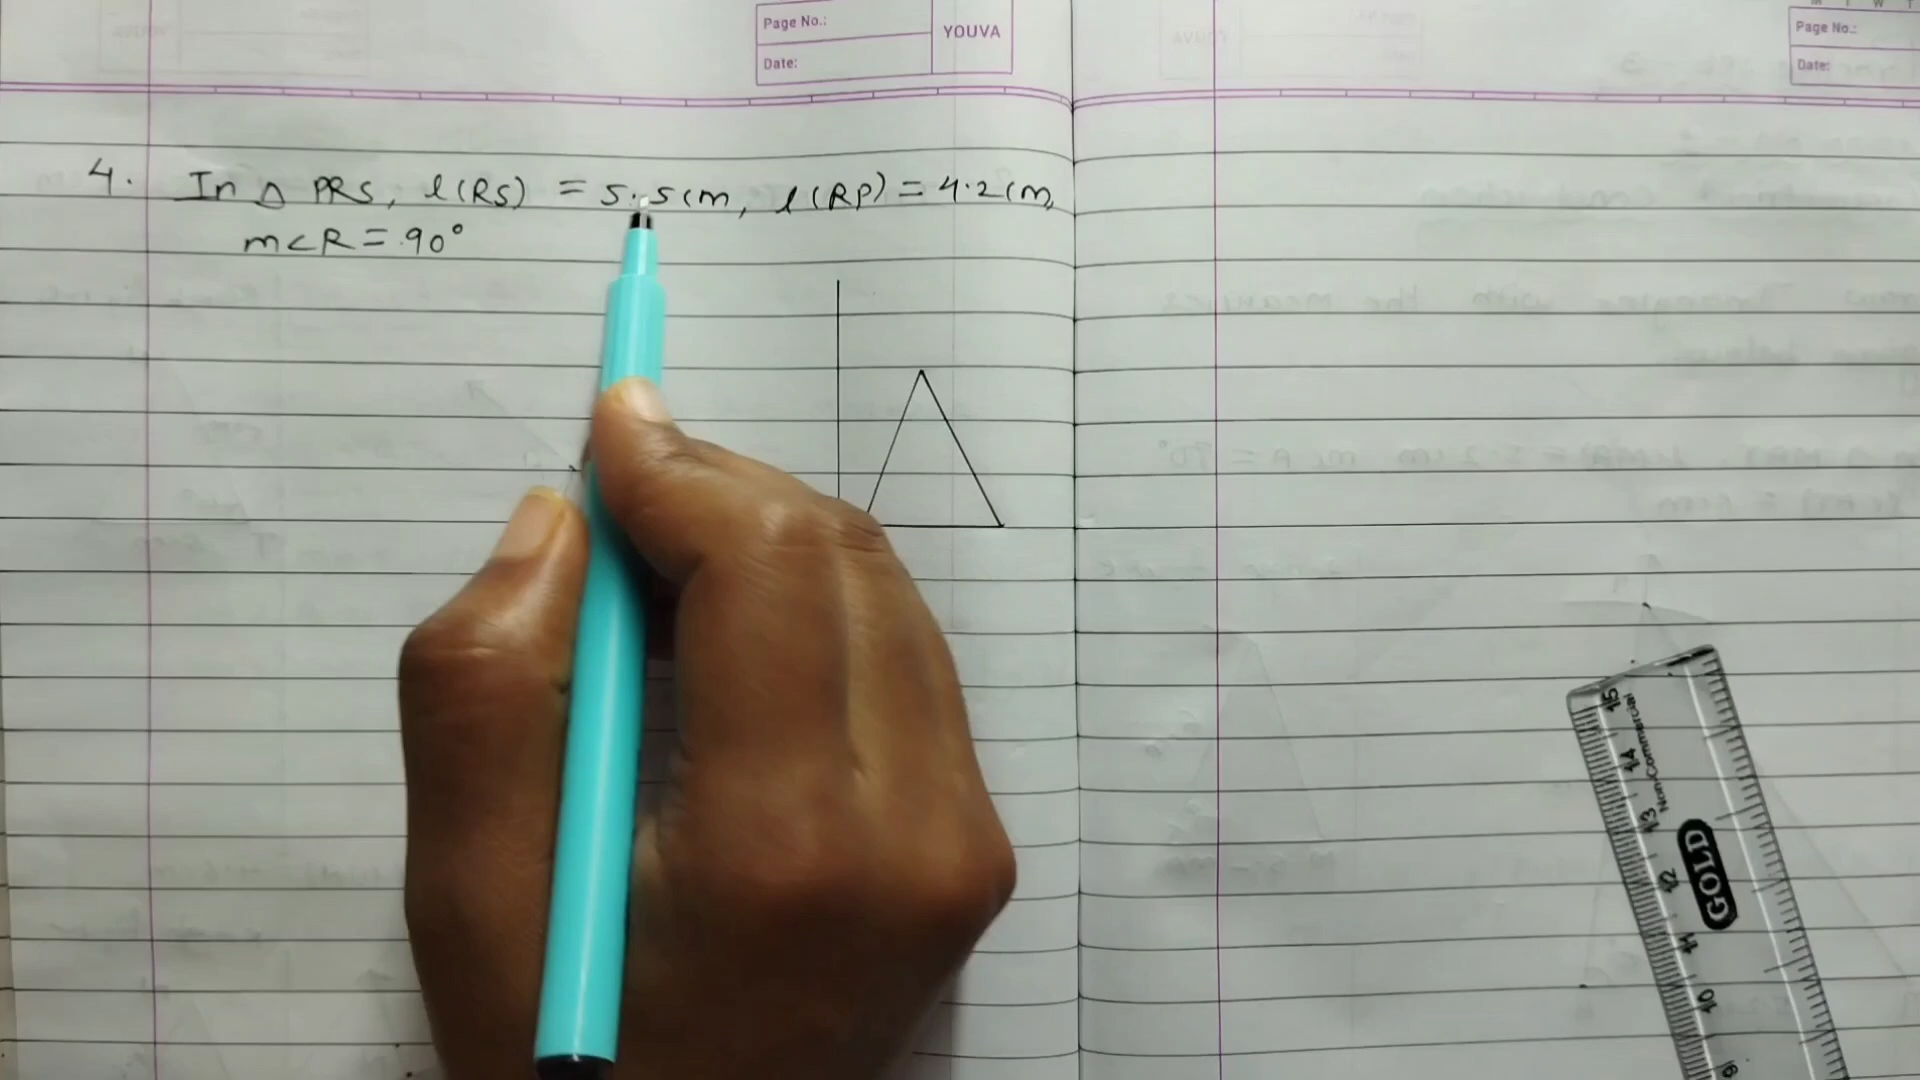 Page No.:
YOUVA
Date:
Page No.:
Date:
4. In △ PRS, l(RS) = 5.5cm, l(RP) = 4.2cm,
m<R = 90°
15
14
13
12
11
10
9
Non-Commercial
GOLD